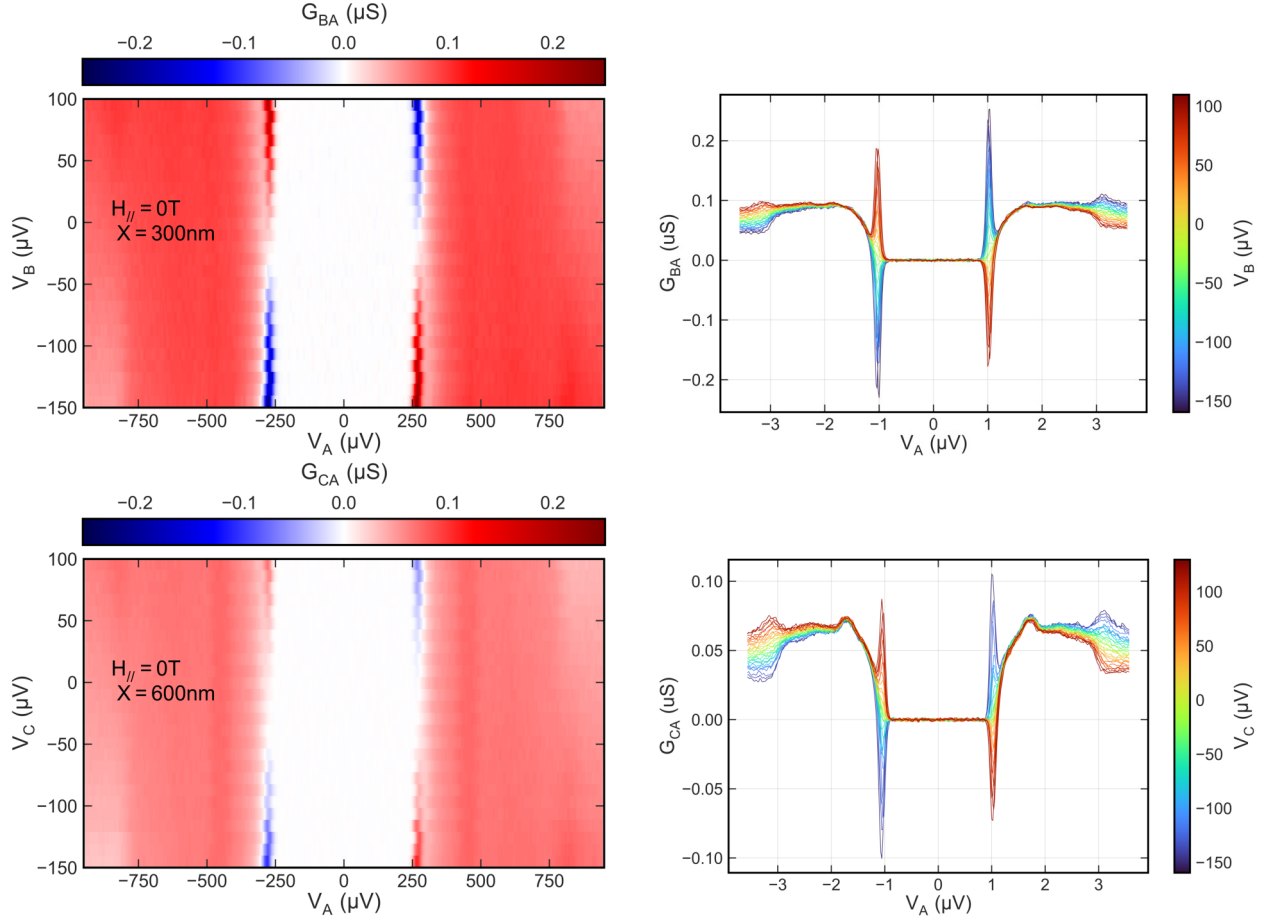 G_BA (μS)
−0.2 −0.1 0.0 0.1 0.2
100
50
0
−50
−100
−150
V_B (μV)
H_// = 0T
X = 300nm
−750 −500 −250 0 250 500 750
V_A (μV)
0.2
0.1
0.0
−0.1
−0.2
G_BA (uS)
−3 −2 −1 0 1 2 3
V_A (μV)
100
50
0
−50
−100
−150
V_B (μV)
G_CA (μS)
−0.2 −0.1 0.0 0.1 0.2
100
50
0
−50
−100
−150
V_C (μV)
H_// = 0T
X = 600nm
−750 −500 −250 0 250 500 750
V_A (μV)
0.10
0.05
0.00
−0.05
−0.10
G_CA (uS)
−3 −2 −1 0 1 2 3
V_A (μV)
100
50
0
−50
−100
−150
V_C (μV)